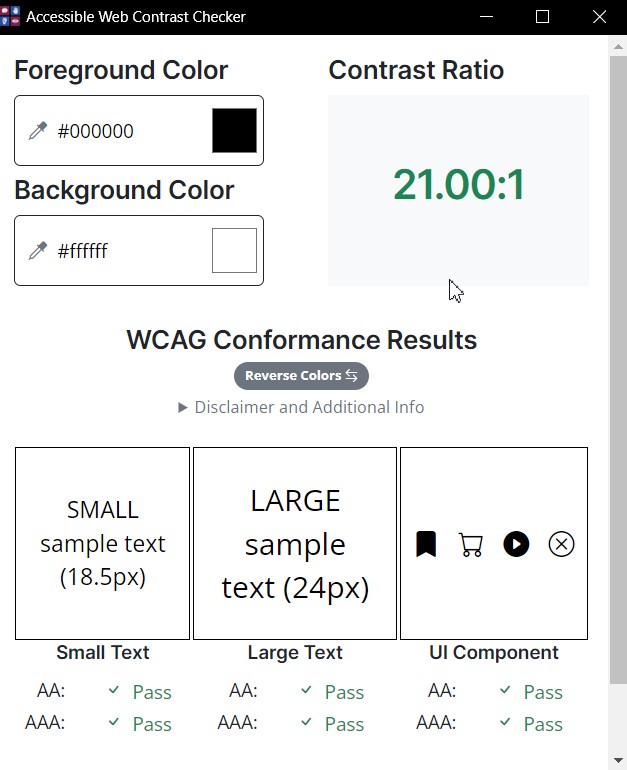 Accessible Web Contrast Checker
Foreground Color
#000000
Background Color
#ffffff
Contrast Ratio
21.00:1
WCAG Conformance Results
Reverse Colors
Disclaimer and Additional Info
SMALL
sample text
(18.5px)
LARGE
sample
text (24px)
Small Text
AA: Pass
AAA: Pass
Large Text
AA: Pass
AAA: Pass
UI Component
AA: Pass
AAA: Pass